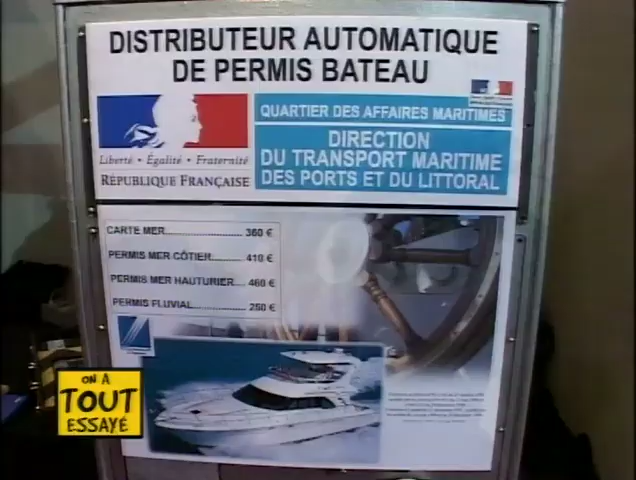 DISTRIBUTEUR AUTOMATIQUE
DE PERMIS BATEAU
Liberté • Égalité • Fraternité
RÉPUBLIQUE FRANÇAISE
QUARTIER DES AFFAIRES MARITIMES
DIRECTION
DU TRANSPORT MARITIME
DES PORTS ET DU LITTORAL
CARTE MER........................ 360 €
PERMIS MER CÔTIER......... 410 €
PERMIS MER HAUTURIER.... 460 €
PERMIS FLUVIAL.............. 250 €
ON A
TOUT
ESSAYÉ